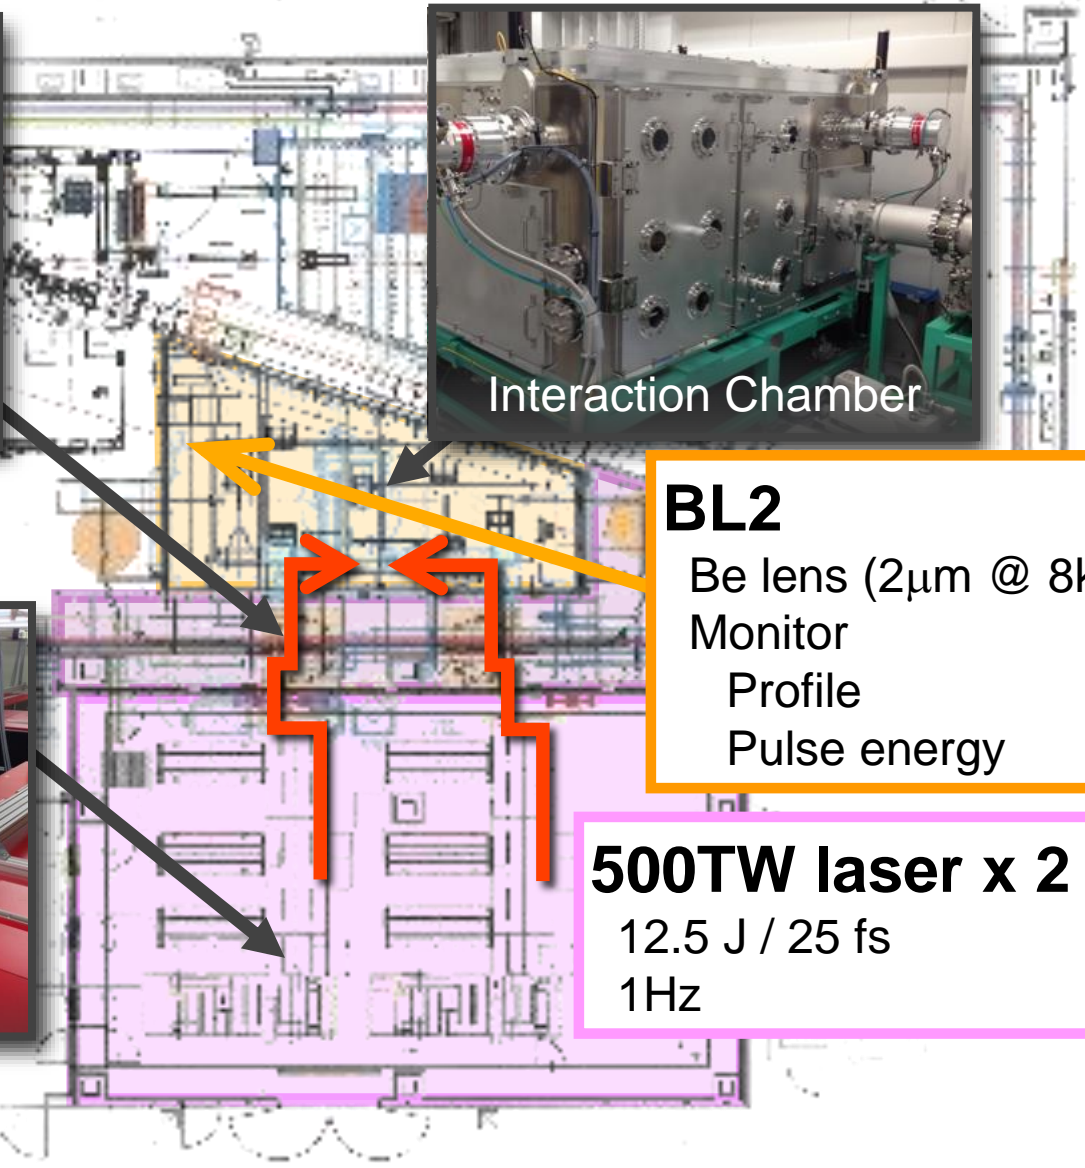 Interaction Chamber
BL2
Be lens (2μm @ 8k
Monitor
Profile
Pulse energy
500TW laser x 2
12.5 J / 25 fs
1Hz